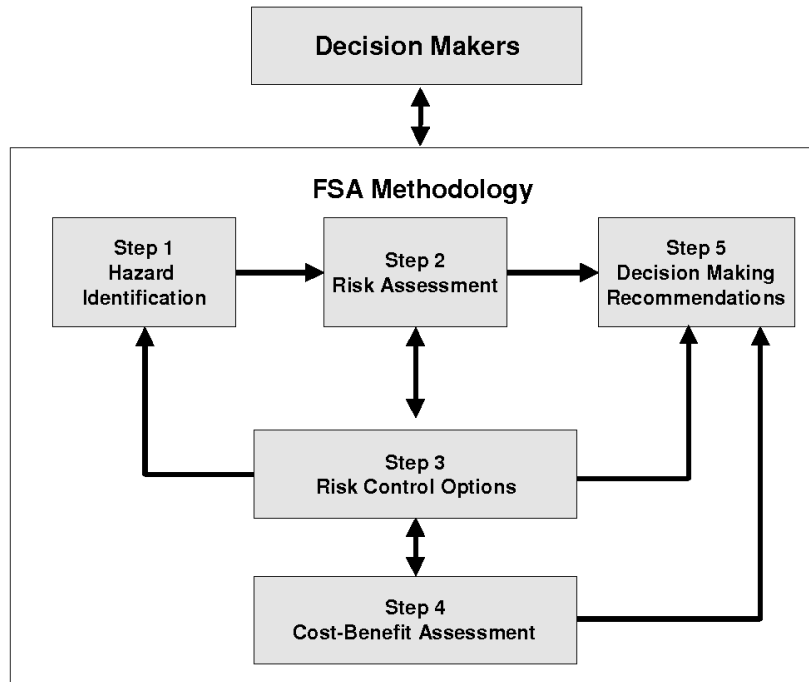 Decision Makers
FSA Methodology
Step 1
Hazard
Identification
Step 2
Risk Assessment
Step 5
Decision Making
Recommendations
Step 3
Risk Control Options
Step 4
Cost-Benefit Assessment